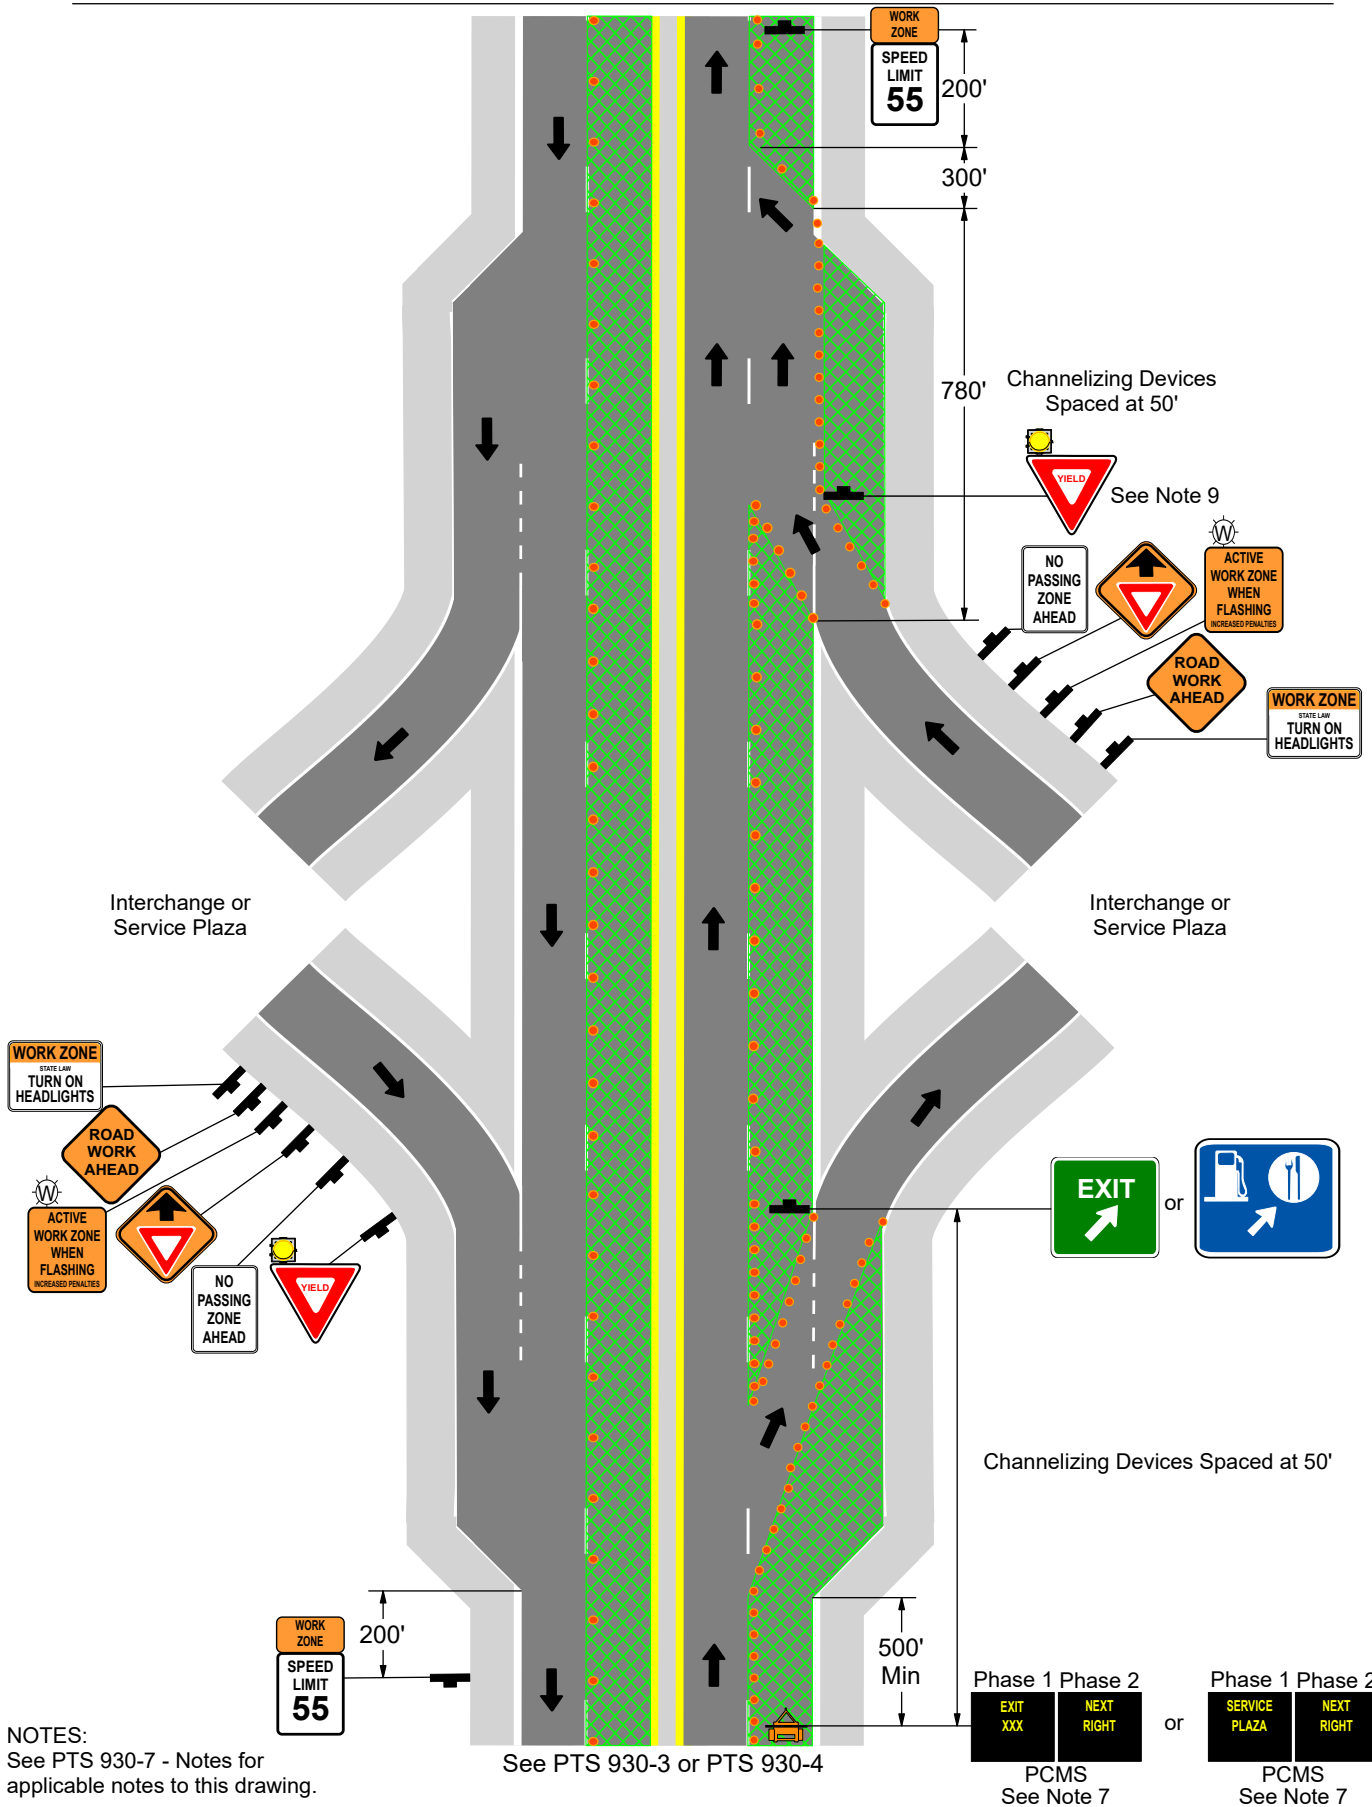 WORK
ZONE
SPEED
LIMIT
55
200'
300'
780'
Channelizing Devices
Spaced at 50'
YIELD
See Note 9
NO
PASSING
ZONE
AHEAD
W
ACTIVE
WORK ZONE
WHEN
FLASHING
INCREASED PENALTIES
ROAD
WORK
AHEAD
WORK ZONE
STATE LAW
TURN ON
HEADLIGHTS
Interchange or
Service Plaza
Interchange or
Service Plaza
WORK ZONE
STATE LAW
TURN ON
HEADLIGHTS
ROAD
WORK
AHEAD
W
ACTIVE
WORK ZONE
WHEN
FLASHING
INCREASED PENALTIES
NO
PASSING
ZONE
AHEAD
YIELD
EXIT
or
Channelizing Devices Spaced at 50'
WORK
ZONE
SPEED
LIMIT
55
200'
500'
Min
Phase 1 Phase 2
EXIT
XXX
NEXT
RIGHT
PCMS
See Note 7
or
Phase 1 Phase 2
SERVICE
PLAZA
NEXT
RIGHT
PCMS
See Note 7
NOTES:
See PTS 930-7 - Notes for
applicable notes to this drawing.
See PTS 930-3 or PTS 930-4